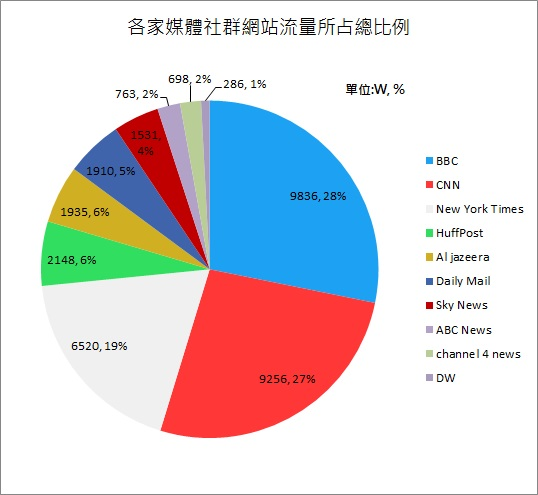 各家媒體社群網站流量所占總比例
單位:W, %
9836, 28%
9256, 27%
6520, 19%
2148, 6%
1935, 6%
1910, 5%
1531,
4%
763, 2%
698, 2%
286, 1%
BBC
CNN
New York Times
HuffPost
Al jazeera
Daily Mail
Sky News
ABC News
channel 4 news
DW